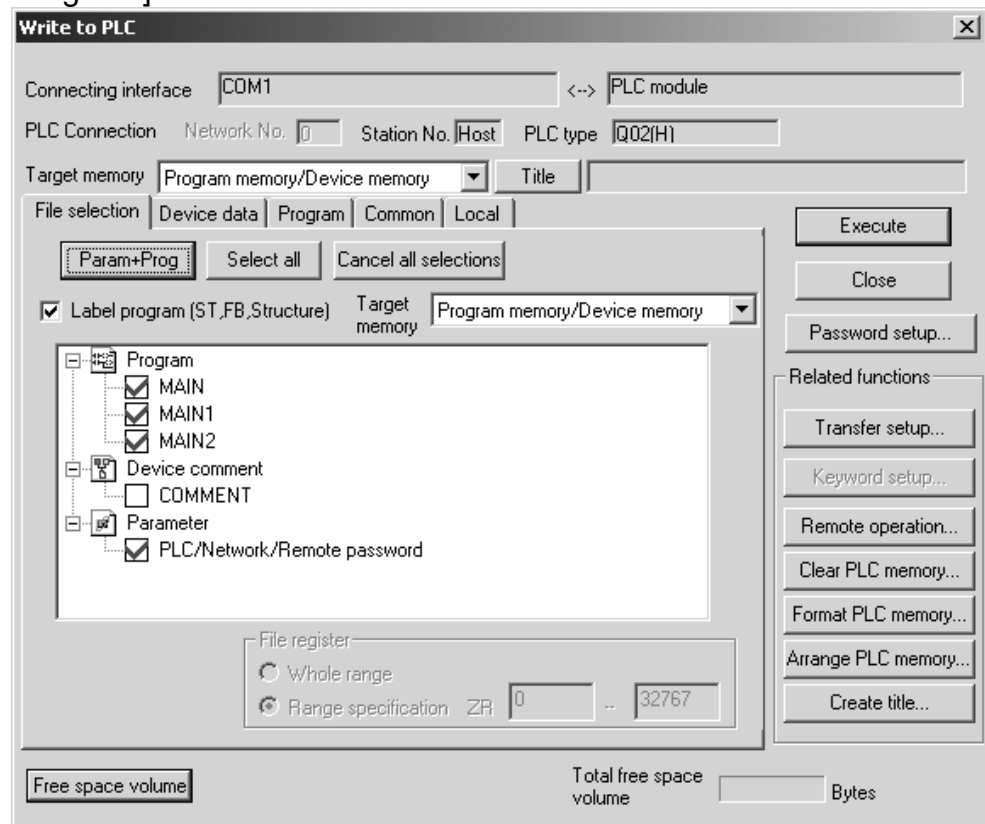 Write to PLC
Connecting interface COM1 <--> PLC module
PLC Connection Network No. 0 Station No. Host PLC type Q02(H)
Target memory Program memory/Device memory Title
File selection Device data Program Common Local
Execute
Param+Prog Select all Cancel all selections
Close
Label program (ST,FB,Structure) Target memory Program memory/Device memory
Password setup...
Program
MAIN
MAIN1
MAIN2
Device comment
COMMENT
Parameter
PLC/Network/Remote password
Related functions
Transfer setup...
Keyword setup...
Remote operation...
Clear PLC memory...
Format PLC memory...
Arrange PLC memory...
Create title...
File register
Whole range
Range specification ZR 0 .. 32767
Free space volume
Total free space volume Bytes